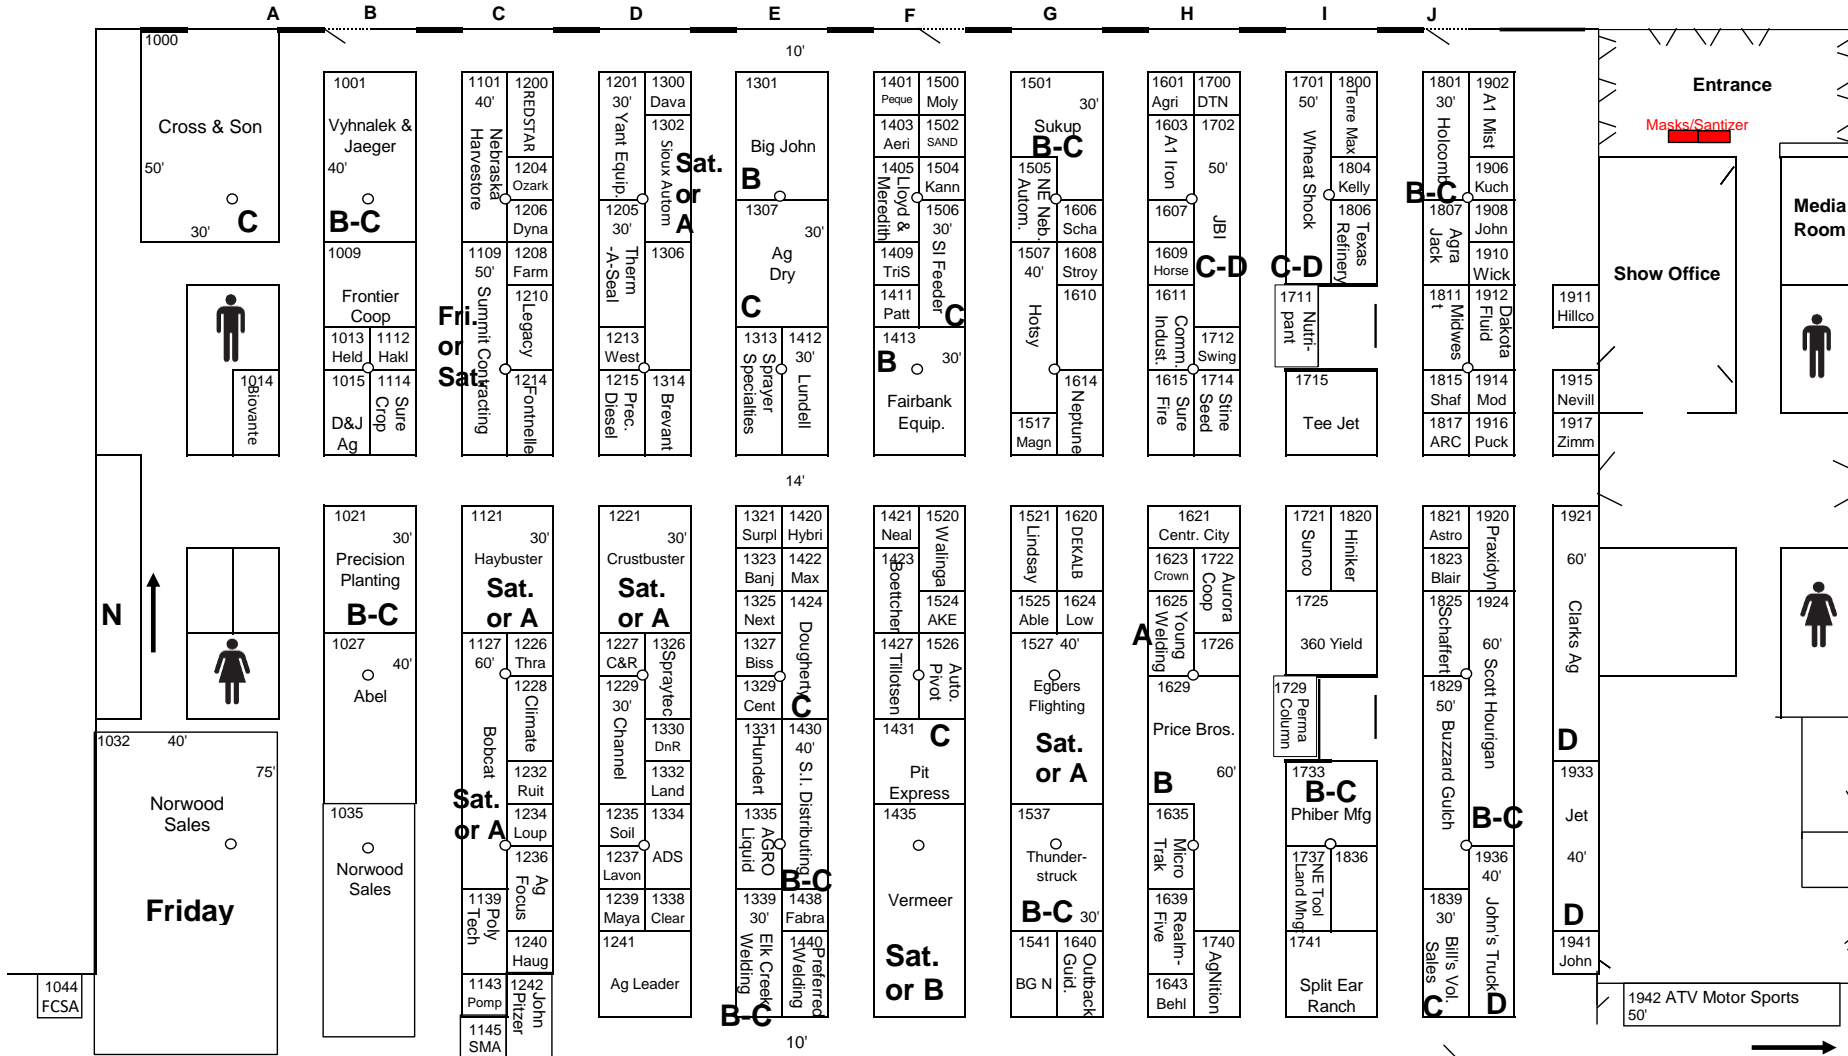 A B C D E F G H I J
10'
1000
Cross & Son
50'
30'
C
1001
Vyhnalek &
Jaeger
40'
B-C
1009
Frontier
Coop
1013
Held
1112
Hakl
1014
Biovante
1015
D&J
Ag
1114
Sure
Crop
1101
40'
Nebraska
Harvestore
1200
REDSTAR
1204
Ozark
1206
Dyna
1109
50'
Summit Contracting
1208
Farm
1210
Legacy
Fri.
or
Sat.
1214
Fontnelle
1201
30'
Yant Equip.
1300
Dava
1302
Sioux Autom
Sat.
or
A
1205
30'
Therm
-A-Seal
1306
1213
West
1215
Prec.
Diesel
1314
Brevant
1301
Big John
B
1307
30'
Ag
Dry
C
1313
Sprayer
Specialties
1412
30'
Lundell
1401
Peque
1500
Moly
1403
Aeri
1502
SAND
1405
Lloyd &
Meredith
1504
Kann
1506
30'
SI Feeder
1409
TriS
1411
Patt
C
1413
30'
B
Fairbank
Equip.
1501
30'
Sukup
B-C
1505
NE Neb.
Autom.
1606
Scha
1507
40'
Hotsy
1608
Stroy
1610
1614
Neptune
1517
Magn
1601
Agri
1700
DTN
1603
A1 Iron
1702
50'
JBI
1607
1609
Horse
C-D
1611
Comm.
Indust.
1712
Swing
1615
Sure
Fire
1714
Stine
Seed
1701
50'
Wheat Shock
1800
Terre Max
1804
Kelly
1806
Texas
Refinery
C-D
1711
Nutri-
pant
1715
Tee Jet
1801
30'
Holcomb
1902
A1 Mist
1906
Kuch
B-C
1807
Agra
Jack
1908
John
1910
Wick
1811
Midwes
t
1912
Dakota
Fluid
1815
Shaf
1914
Mod
1817
ARC
1916
Puck
1911
Hillco
1915
Nevill
1917
Zimm
Entrance
Masks/Santizer
Show Office
Media
Room
14'
N
1021
30'
Precision
Planting
B-C
1027
40'
Abel
1032
40'
75'
Norwood
Sales
Friday
1035
Norwood
Sales
1044
FCSA
1121
30'
Haybuster
Sat.
or A
1127
60'
Bobcat
1226
Thra
1228
Climate
1232
Ruit
Sat.
or A
1234
Loup
1236
Ag
Focus
1139
Poly
Tech
1240
Haug
1143
Pomp
1242
John
Pitzer
1145
SMA
1221
30'
Crustbuster
Sat.
or A
1227
C&R
1326
Spraytec
1229
30'
Channel
1330
DnR
1332
Land
1235
Soil
1334
ADS
1237
Lavon
1239
Maya
1338
Clear
1241
Ag Leader
1321
Surpl
1420
Hybri
1323
Banj
1422
Max
1325
Next
1424
Dougherty
1327
Biss
1329
Cent
C
1331
Hundert
1430
40'
S.I. Distributing
1335
AGRO
Liquid
B-C
1339
30'
Elk Creek
Welding
1438
Fabra
1440
Preferred
Welding
B-C
10'
1421
Neal
1520
Walinga
1423
Boettcher
1524
AKE
1427
Tillotsen
1526
Auto.
Pivot
1431
C
Pit
Express
1435
Vermeer
Sat.
or B
1521
Lindsay
1620
DEKALB
1525
Able
1624
Low
1527 40'
Egbers
Flighting
Sat.
or A
1537
Thunder-
struck
B-C 30'
1541
BG N
1640
Outback
Guid.
1621
Centr. City
1623
Crown
1722
Aurora
Coop
1625
Young
Welding
A
1726
1629
Price Bros.
60'
B
1635
Micro
Trak
1639
Realm-
Five
1740
AgNition
1643
Behl
1721
Sunco
1820
Hiniker
1725
360 Yield
1729
Perma
Column
1733
B-C
Phiber Mfg
1737
NE Tool
Land Mng
1836
1741
Split Ear
Ranch
1821
Astro
1920
Praxidyn
1823
Blair
1825
Schaffert
1924
60'
Scott Hourigan
1829
50'
Buzzard Gulch
B-C
1936
40'
John's Truck
1839
30'
Bill's Vol.
Sales
C
D
1921
60'
Clarks Ag
D
1933
Jet
40'
D
1941
John
1942 ATV Motor Sports
50'